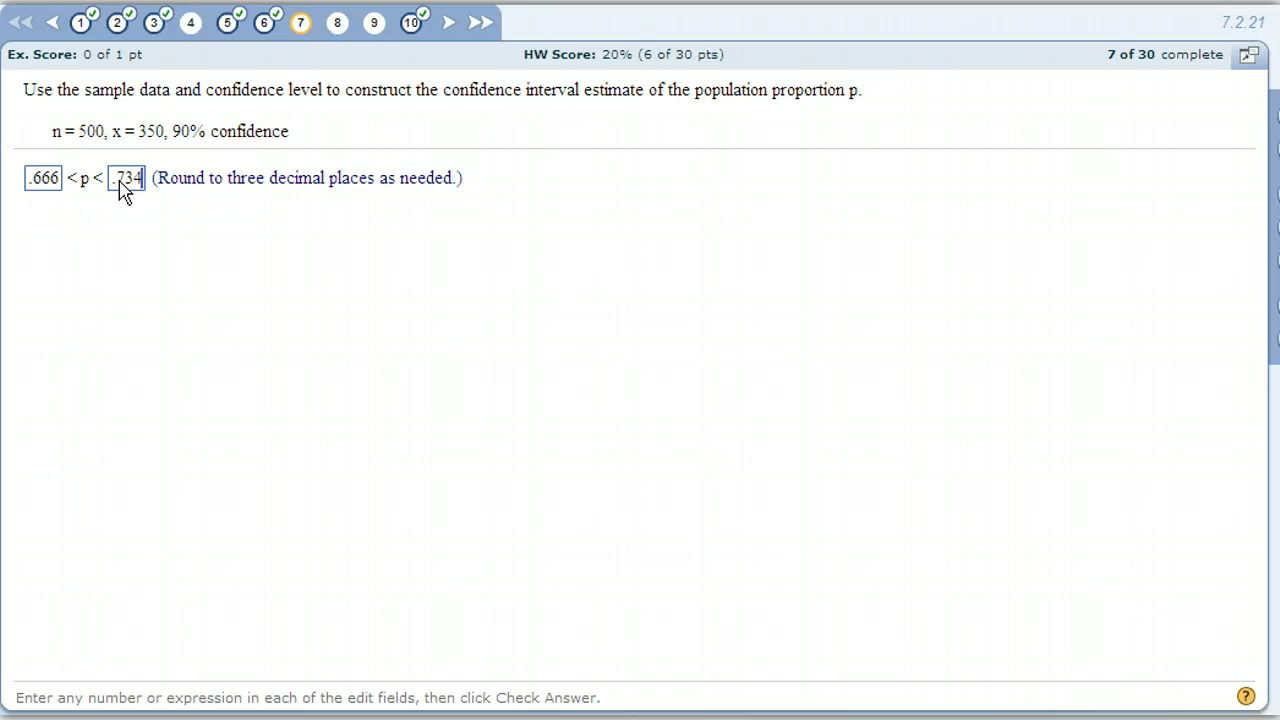 1 2 3 4 5 6 7 8 9 10 7.2.21
Ex. Score: 0 of 1 pt HW Score: 20% (6 of 30 pts) 7 of 30 complete
Use the sample data and confidence level to construct the confidence interval estimate of the population proportion p.
n = 500, x = 350, 90% confidence
.666 < p < .734 (Round to three decimal places as needed.)
Enter any number or expression in each of the edit fields, then click Check Answer. ?